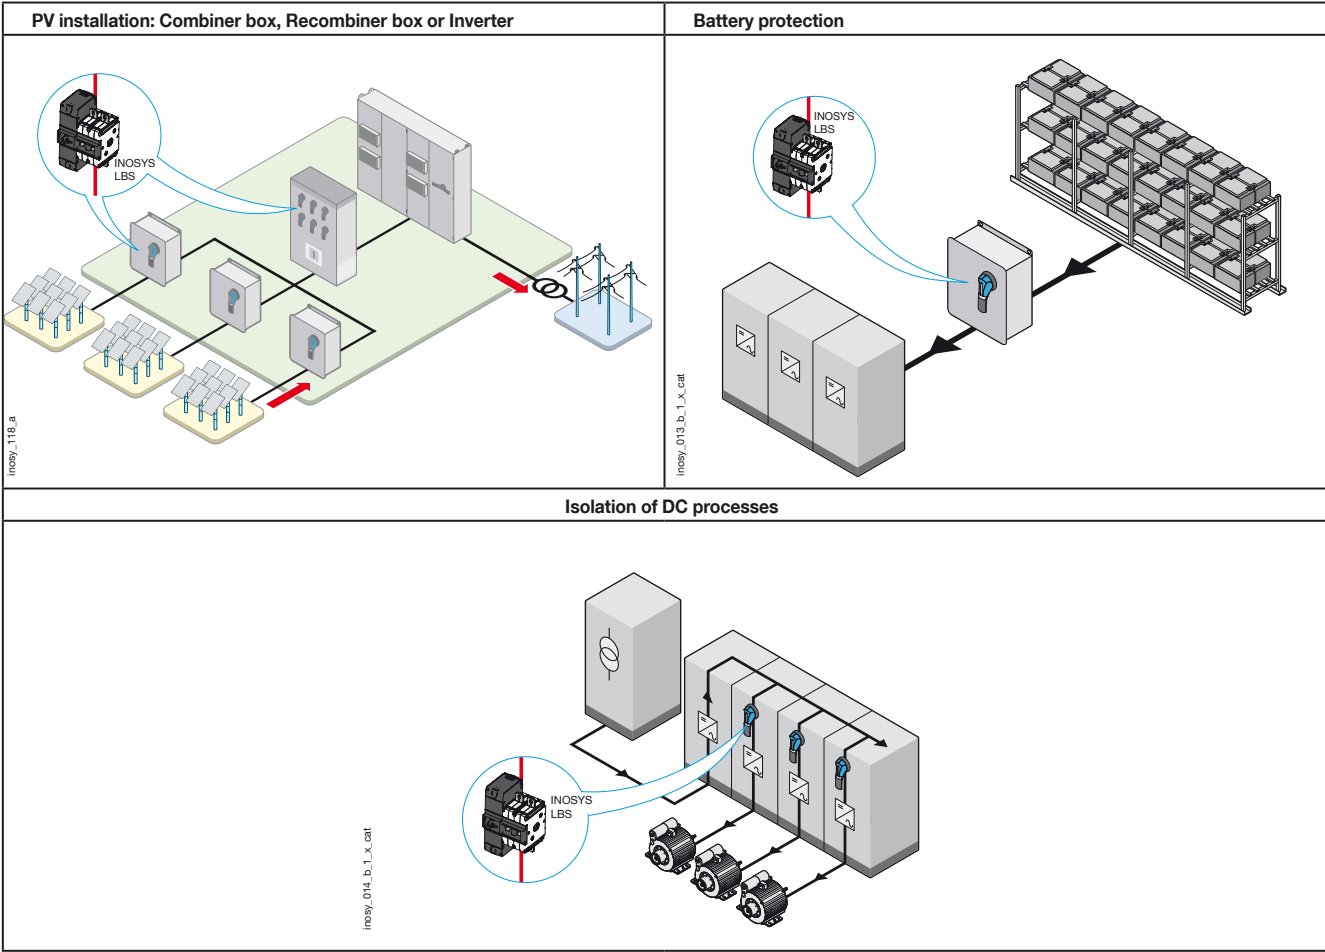 PV installation: Combiner box, Recombiner box or Inverter
INOSYS
LBS
inosy_118_a
Battery protection
INOSYS
LBS
inosy_013_b_1_x_cat
Isolation of DC processes
INOSYS
LBS
inosy_014_b_1_x_cat